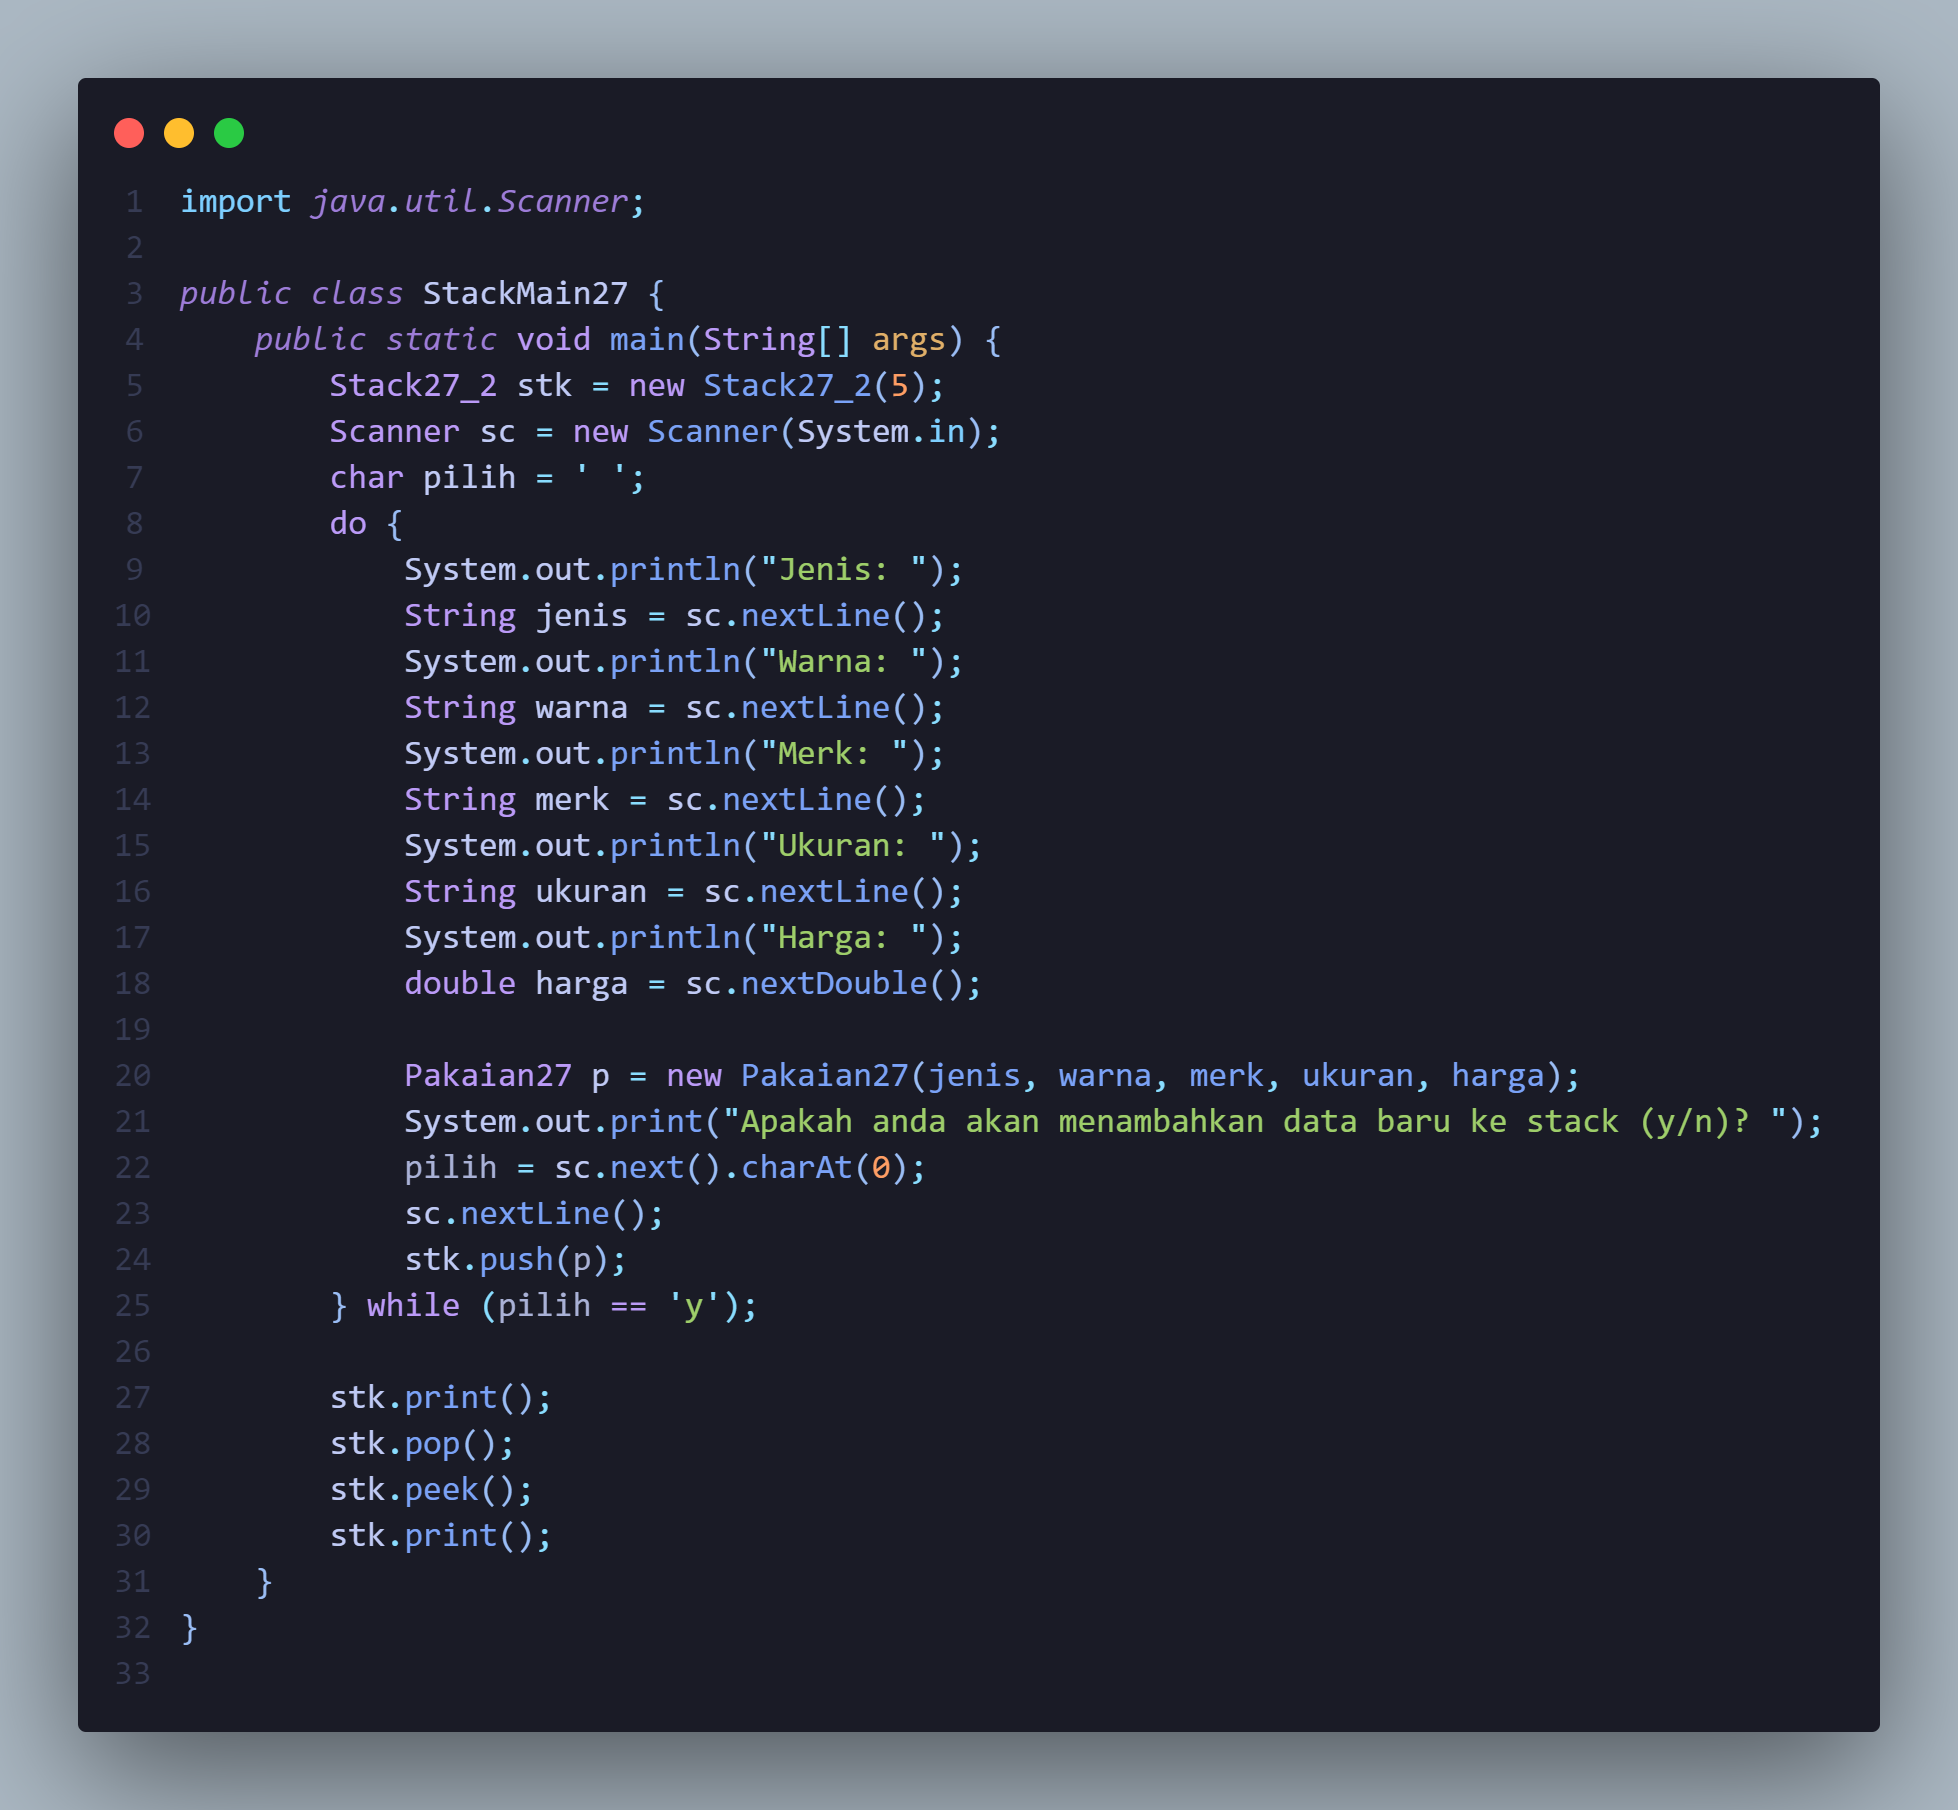 1 import java.util.Scanner;
2
3 public class StackMain27 {
4     public static void main(String[] args) {
5         Stack27_2 stk = new Stack27_2(5);
6         Scanner sc = new Scanner(System.in);
7         char pilih = ' ';
8         do {
9             System.out.println("Jenis: ");
10             String jenis = sc.nextLine();
11             System.out.println("Warna: ");
12             String warna = sc.nextLine();
13             System.out.println("Merk: ");
14             String merk = sc.nextLine();
15             System.out.println("Ukuran: ");
16             String ukuran = sc.nextLine();
17             System.out.println("Harga: ");
18             double harga = sc.nextDouble();
19
20             Pakaian27 p = new Pakaian27(jenis, warna, merk, ukuran, harga);
21             System.out.print("Apakah anda akan menambahkan data baru ke stack (y/n)? ");
22             pilih = sc.next().charAt(0);
23             sc.nextLine();
24             stk.push(p);
25         } while (pilih == 'y');
26
27         stk.print();
28         stk.pop();
29         stk.peek();
30         stk.print();
31     }
32 }
33